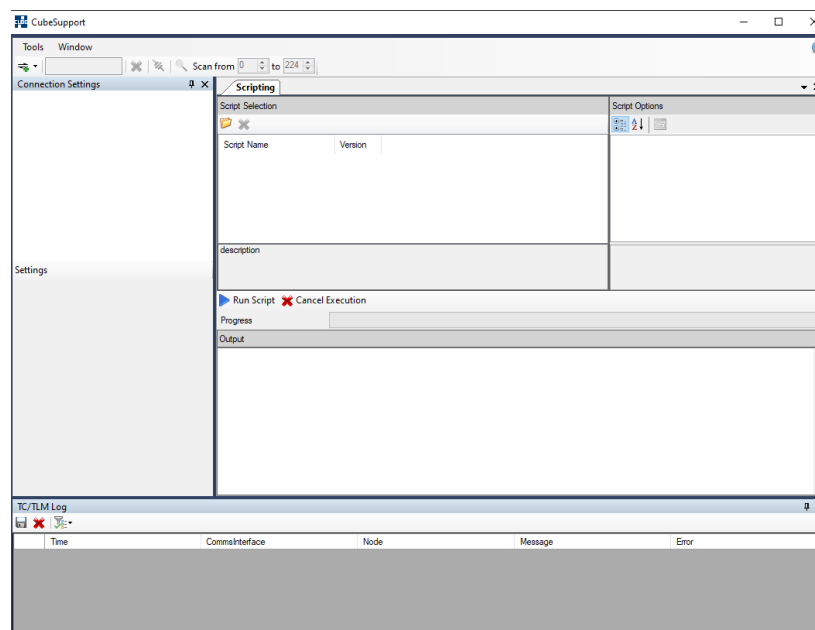 CubeSupport
Tools Window
Scan from 0 to 224
Connection Settings
Scripting
Script Selection
Script Options
Script Name Version
description
Settings
Run Script Cancel Execution
Progress
Output
TC/TLM Log
Time CommsInterface Node Message Error